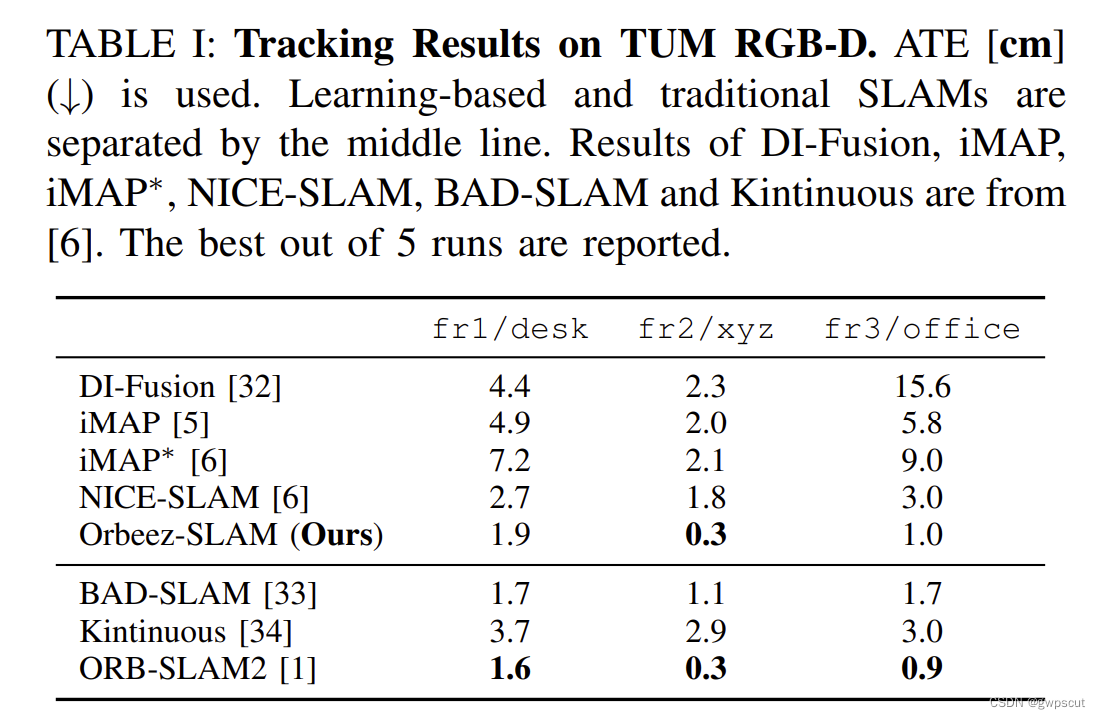 TABLE I: Tracking Results on TUM RGB-D. ATE [cm]
(↓) is used. Learning-based and traditional SLAMs are
separated by the middle line. Results of DI-Fusion, iMAP,
iMAP*, NICE-SLAM, BAD-SLAM and Kintinuous are from
[6]. The best out of 5 runs are reported.
fr1/desk fr2/xyz fr3/office
DI-Fusion [32] 4.4 2.3 15.6
iMAP [5] 4.9 2.0 5.8
iMAP* [6] 7.2 2.1 9.0
NICE-SLAM [6] 2.7 1.8 3.0
Orbeez-SLAM (Ours) 1.9 0.3 1.0
BAD-SLAM [33] 1.7 1.1 1.7
Kintinuous [34] 3.7 2.9 3.0
ORB-SLAM2 [1] 1.6 0.3 0.9
CSDN @gwpscut